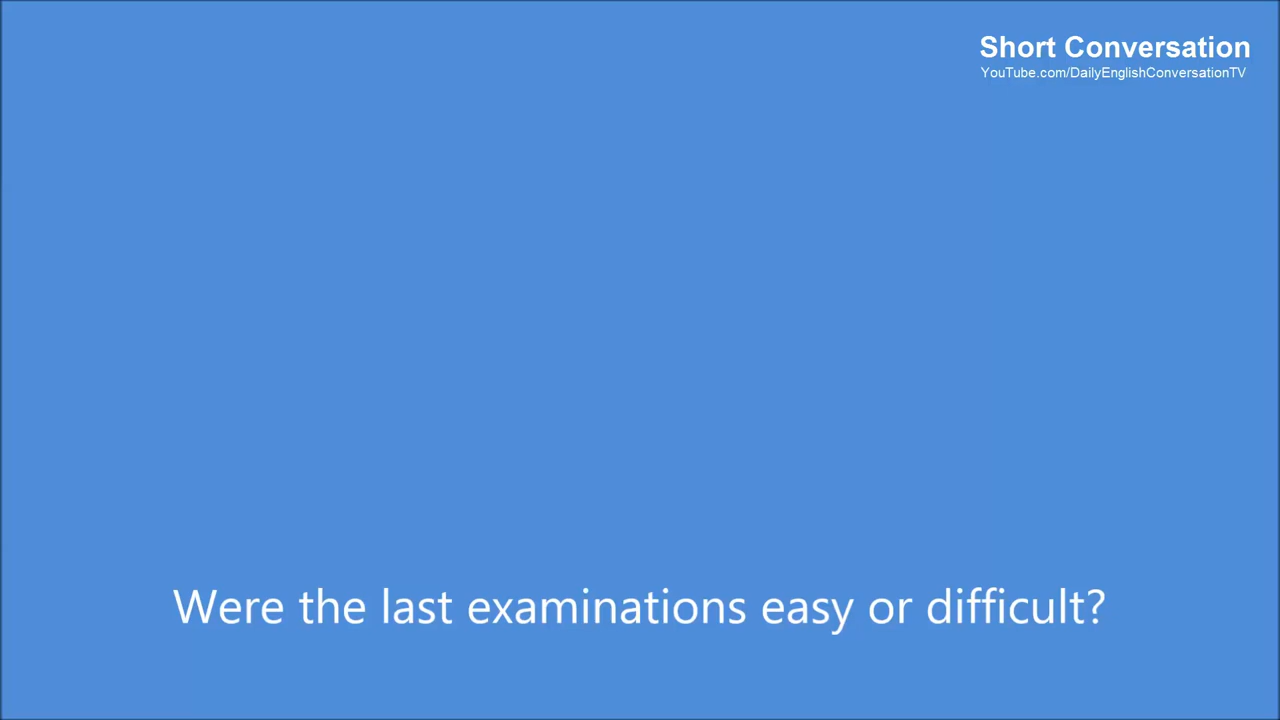 Short Conversation
YouTube.com/DailyEnglishConversationTV
Were the last examinations easy or difficult?